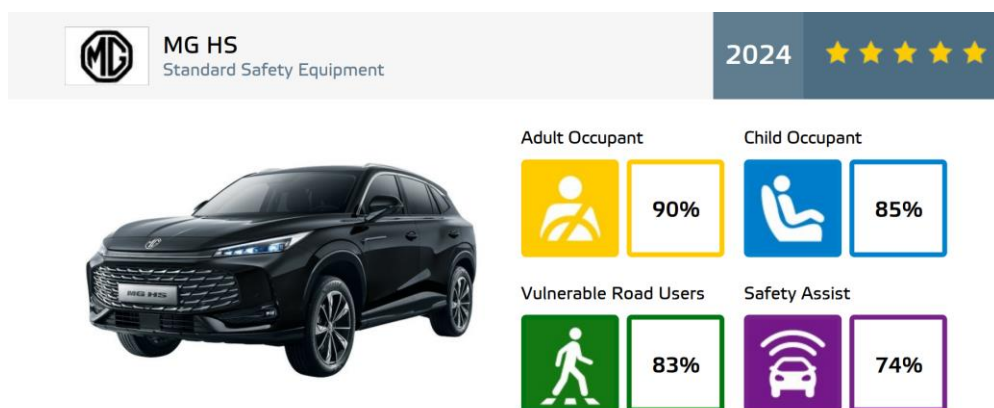 MG
MG HS
Standard Safety Equipment
2024
Adult Occupant
Child Occupant
90%
85%
MG HS
Vulnerable Road Users
Safety Assist
83%
74%